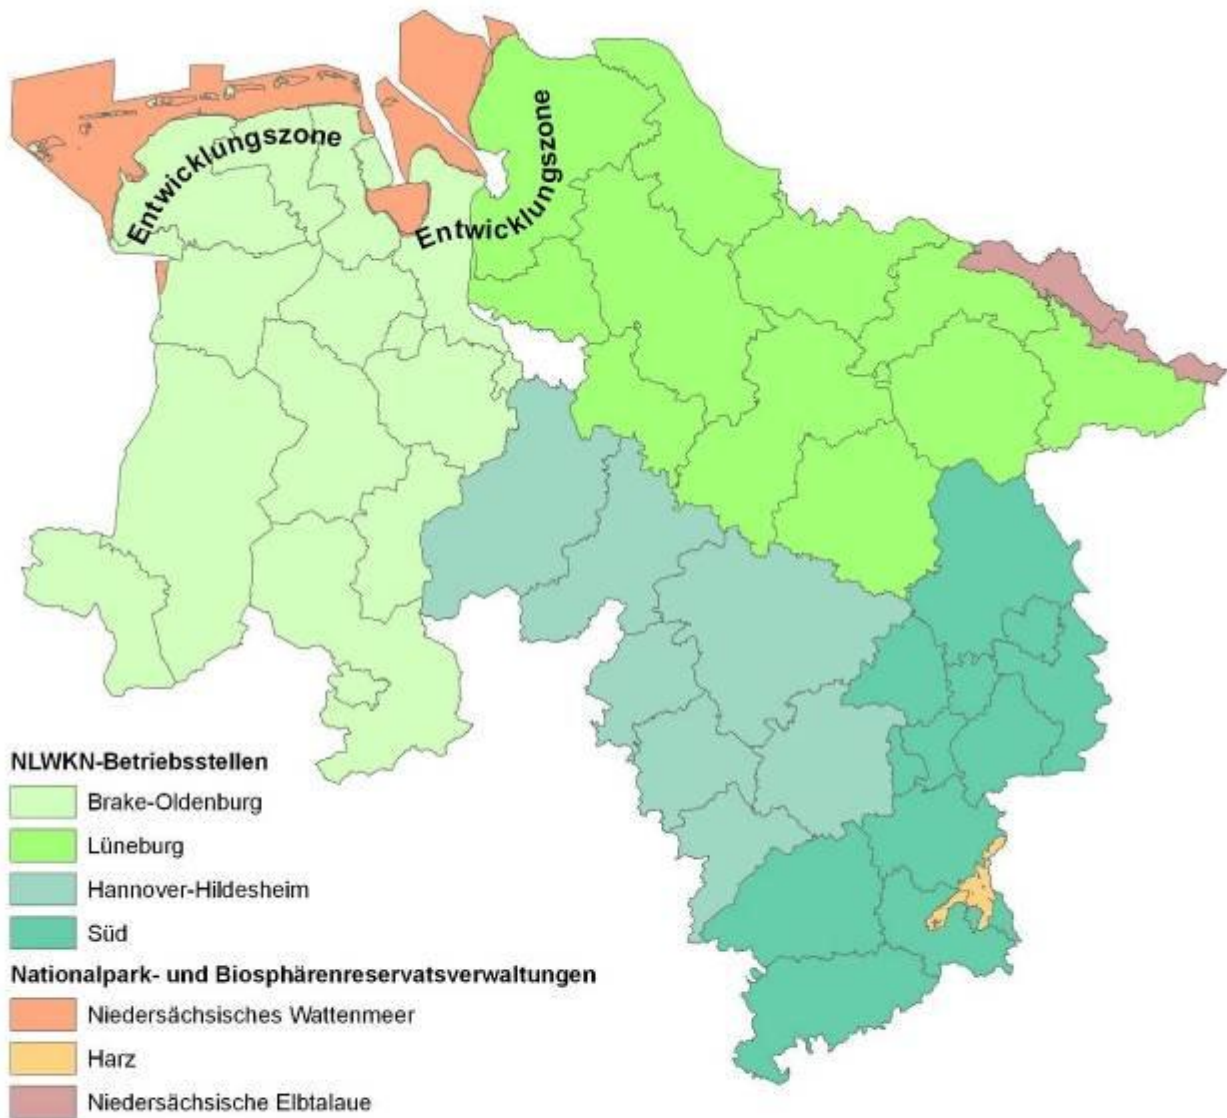 Entwicklungszone
Entwicklungszone
NLWKN-Betriebsstellen
Brake-Oldenburg
Lüneburg
Hannover-Hildesheim
Süd
Nationalpark- und Biosphärenreservatsverwaltungen
Niedersächsisches Wattenmeer
Harz
Niedersächsische Elbtalaue